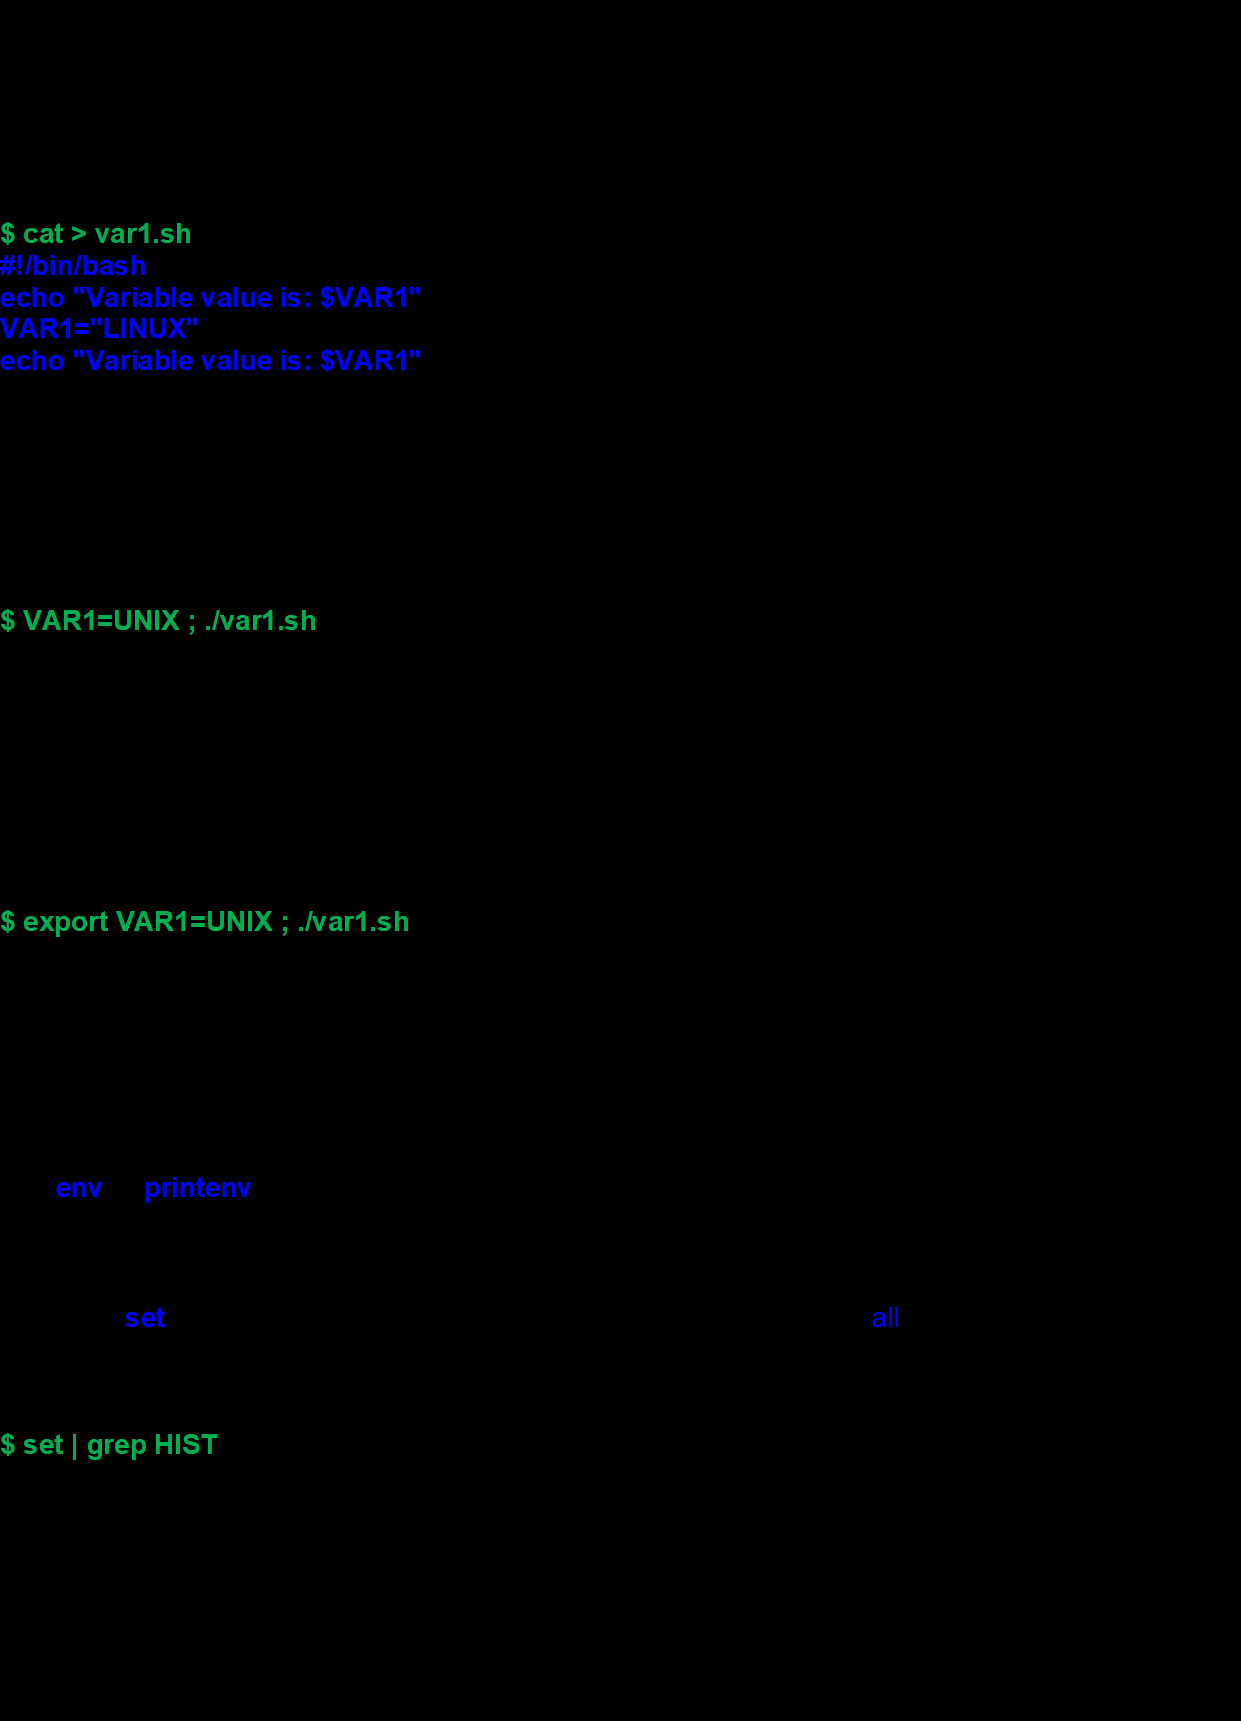 $ cat > var1.sh
#!/bin/bash
echo "Variable value is: $VAR1"
VAR1="LINUX"
echo "Variable value is: $VAR1"
$ VAR1=UNIX ; ./var1.sh
$ export VAR1=UNIX ; ./var1.sh
env printenv
set all
$ set | grep HIST